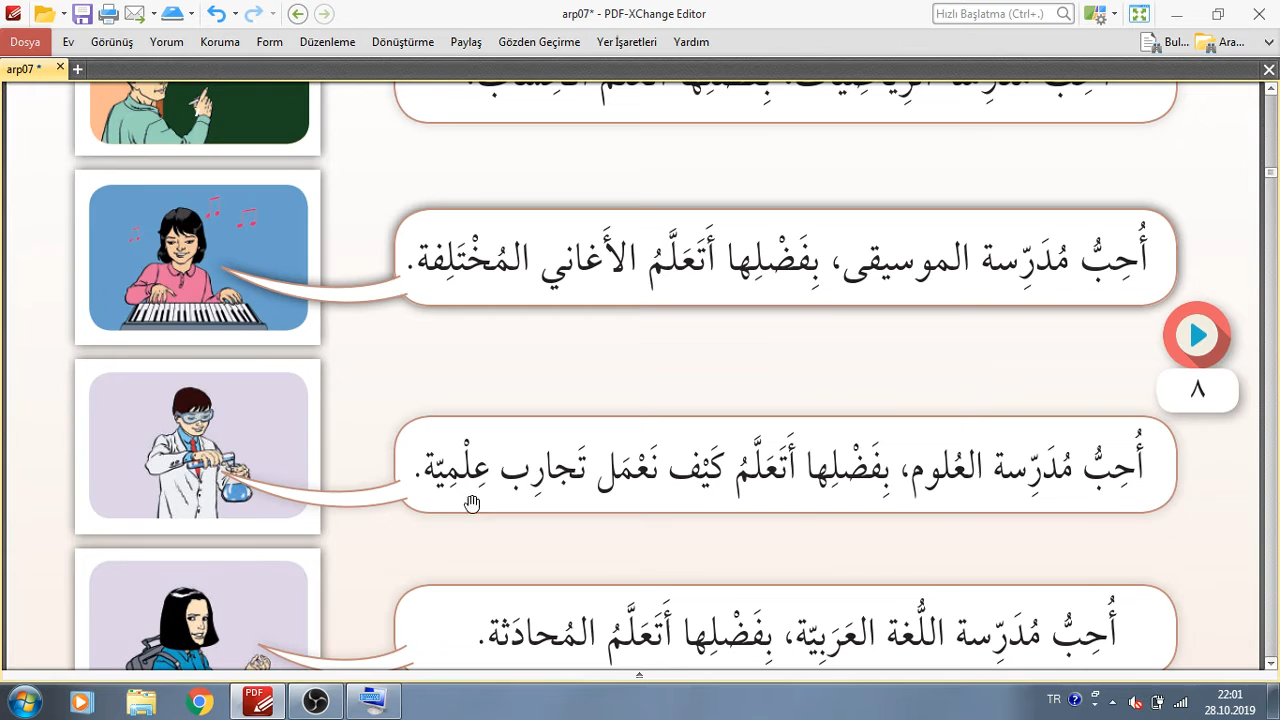 arp07* - PDF-XChange Editor
Hızlı Başlatma (Ctrl+.)
Dosya Ev Görünüş Yorum Koruma Form Düzenleme Dönüştürme Paylaş Gözden Geçirme Yer İşaretleri Yardım
Bul... Ara...
arp07 *
أُحِبُّ مُدَرِّسة الموسيقى، بِفَضْلِها أَتَعَلَّمُ الأَغاني المُخْتَلِفة.
٨
أُحِبُّ مُدَرِّسة العُلوم، بِفَضْلِها أَتَعَلَّمُ كَيْف نَعْمَل تَجارِب عِلْمِيّة.
أُحِبُّ مُدَرِّسة اللُّغة العَرَبِيّة، بِفَضْلِها أَتَعَلَّمُ المُحادَثة.
PDF
TR
22:01
28.10.2019